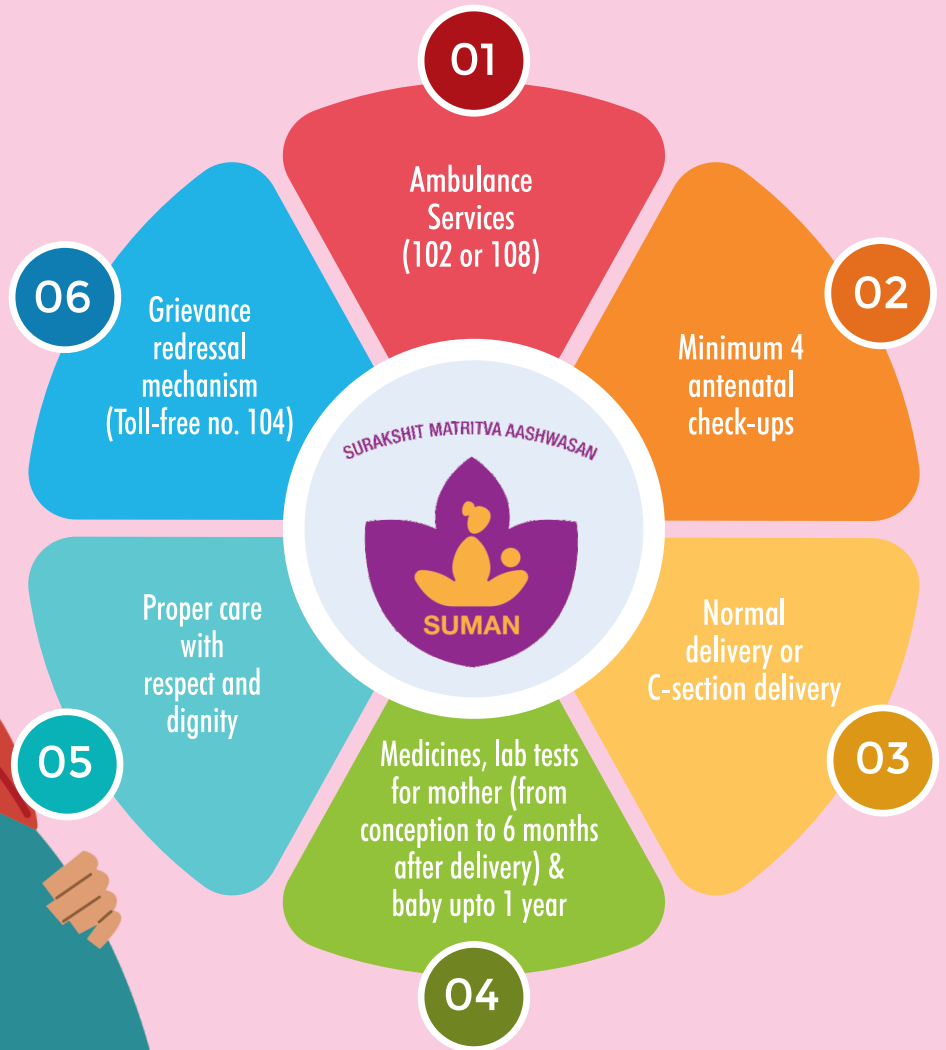 01
Ambulance
Services
(102 or 108)
02
Minimum 4
antenatal
check-ups
03
Normal
delivery or
C-section delivery
04
Medicines, lab tests
for mother (from
conception to 6 months
after delivery) &
baby upto 1 year
05
Proper care
with
respect and
dignity
06
Grievance
redressal
mechanism
(Toll-free no. 104)
SURAKSHIT MATRITVA AASHWASAN
SUMAN